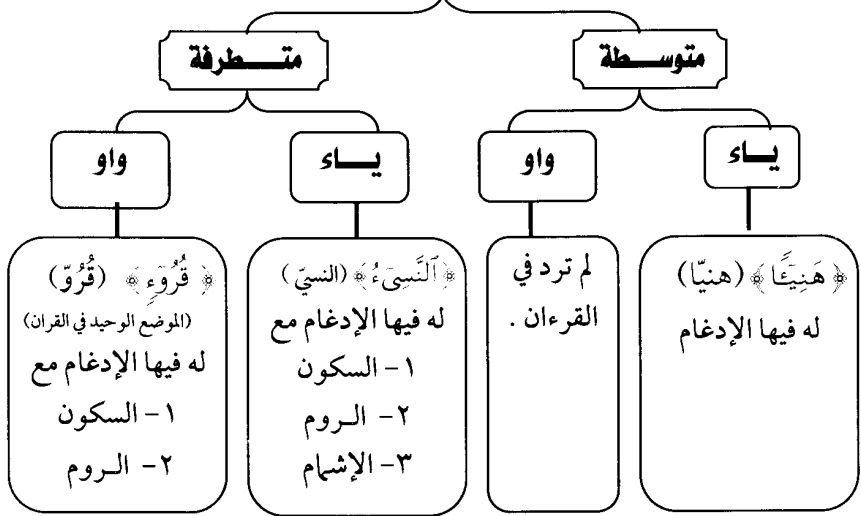 متوسطة
متطرفة
ياء
واو
ياء
واو
﴿هَنِيٓـًٔا﴾ (هنيّا)
له فيها الإدغام
لم ترد في
القرءان .
﴿ٱلنَّسِىٓءُ﴾ (النسيّ)
له فيها الإدغام مع
١- السكون
٢- الروم
٣- الإشمام
﴿قُرُوٓءٍ﴾ (قُرُوّ)
(الموضع الوحيد في القران)
له فيها الإدغام مع
١- السكون
٢- الروم